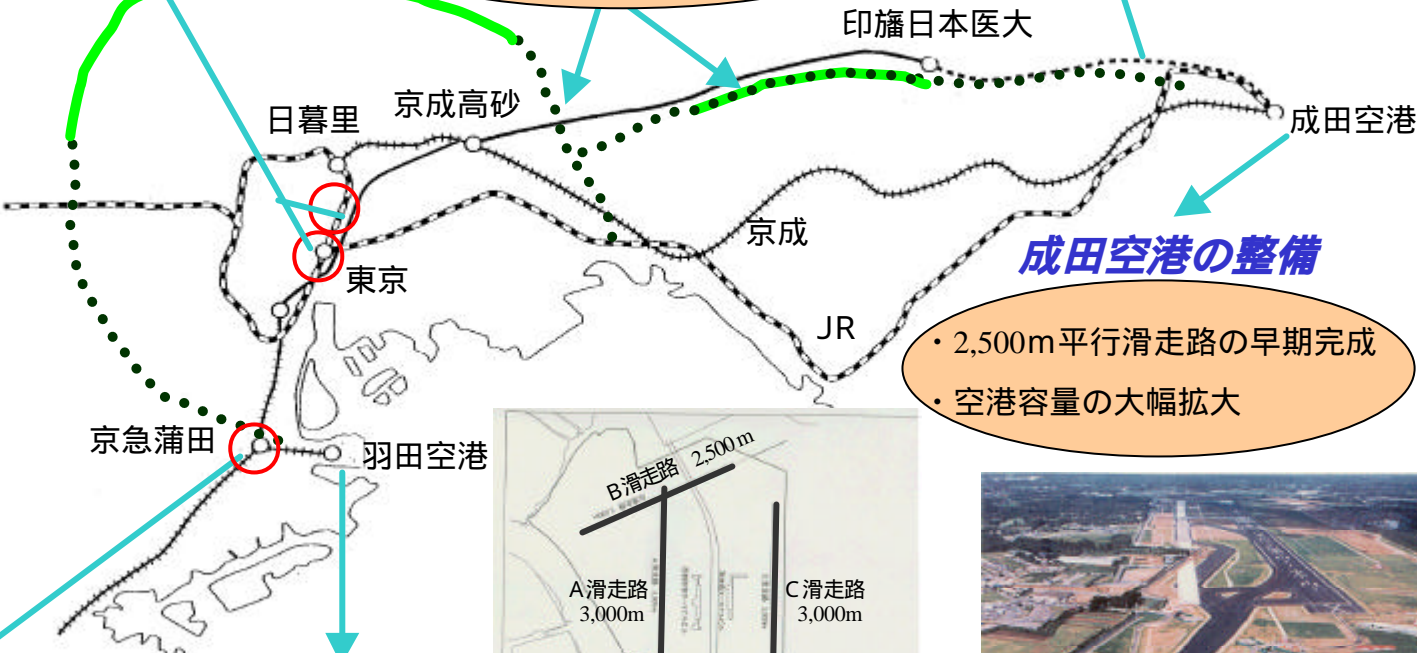 印旛日本医大
京成高砂
日暮里
成田空港
京成
東京
成田空港の整備
JR
・2,500m平行滑走路の早期完成
・空港容量の大幅拡大
京急蒲田
羽田空港
B滑走路 2,500m
A滑走路
3,000m
C滑走路
3,000m